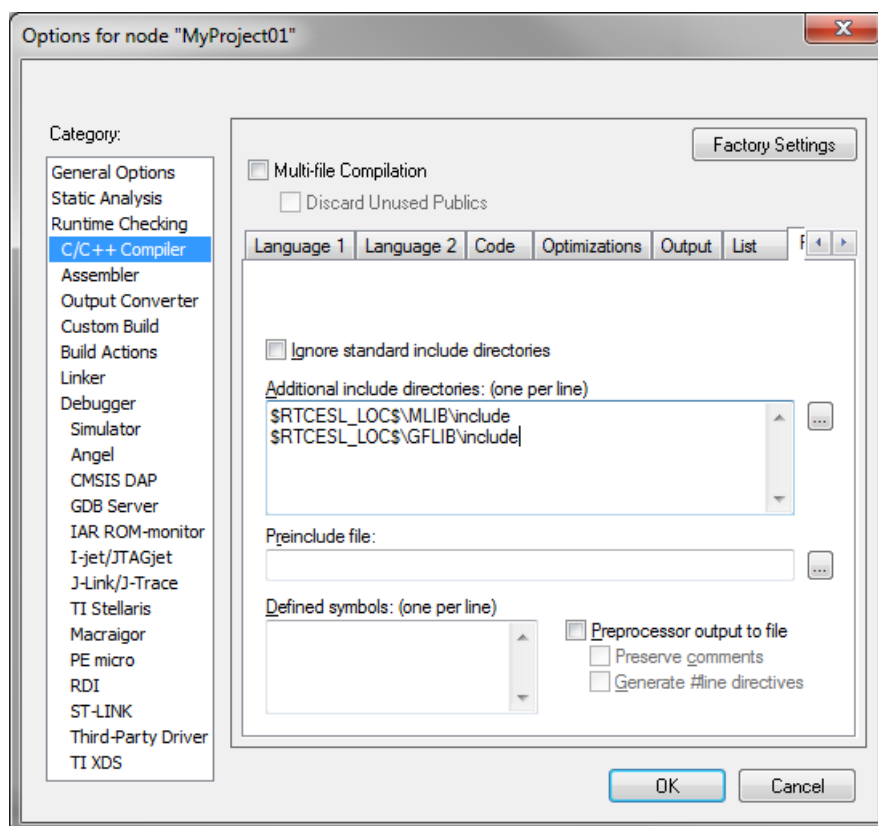 Options for node "MyProject01"
Category:
General Options
Static Analysis
Runtime Checking
C/C++ Compiler
Assembler
Output Converter
Custom Build
Build Actions
Linker
Debugger
Simulator
Angel
CMSIS DAP
GDB Server
IAR ROM-monitor
I-jet/JTAGjet
J-Link/J-Trace
TI Stellaris
Macraigor
PE micro
RDI
ST-LINK
Third-Party Driver
TI XDS
Factory Settings
Multi-file Compilation
Discard Unused Publics
Language 1 Language 2 Code Optimizations Output List
Ignore standard include directories
Additional include directories: (one per line)
$RTCESL_LOC$\MLIB\include
$RTCESL_LOC$\GFLIB\include
...
Preinclude file:
...
Defined symbols: (one per line)
Preprocessor output to file
Preserve comments
Generate #line directives
OK Cancel